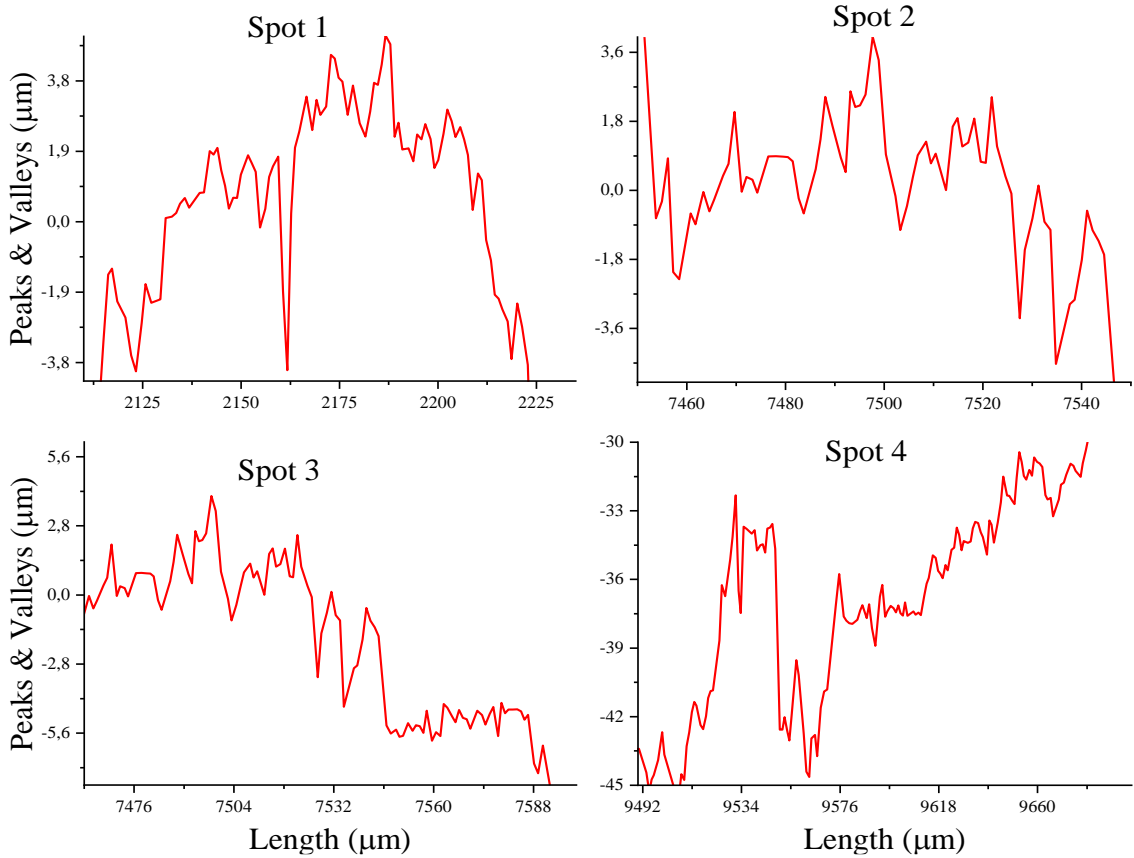 Spot 1
Peaks & Valleys (μm)
3,8
1,9
0,0
-1,9
-3,8
2125 2150 2175 2200 2225
Spot 2
3,6
1,8
0,0
-1,8
-3,6
7460 7480 7500 7520 7540
Spot 3
Peaks & Valleys (μm)
5,6
2,8
0,0
-2,8
-5,6
7476 7504 7532 7560 7588
Length (μm)
Spot 4
-30
-33
-36
-39
-42
-45
9492 9534 9576 9618 9660
Length (μm)